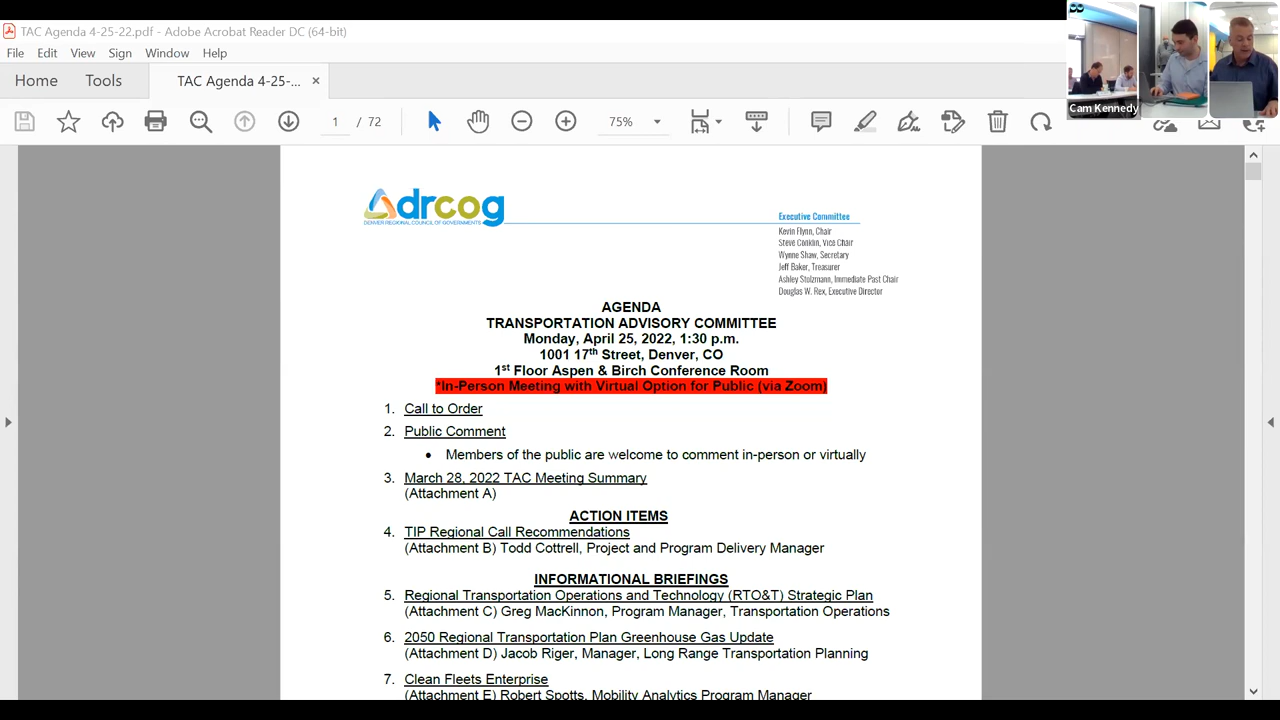 TAC Agenda 4-25-22.pdf - Adobe Acrobat Reader DC (64-bit)
File Edit View Sign Window Help
Home Tools TAC Agenda 4-25-... ×
1 / 72 75%
Cam Kennedy
drcog
DENVER REGIONAL COUNCIL OF GOVERNMENTS
Executive Committee
Kevin Flynn, Chair
Steve Conklin, Vice Chair
Wynne Shaw, Secretary
Jeff Baker, Treasurer
Ashley Stolzmann, Immediate Past Chair
Douglas W. Rex, Executive Director
AGENDA
TRANSPORTATION ADVISORY COMMITTEE
Monday, April 25, 2022, 1:30 p.m.
1001 17th Street, Denver, CO
1st Floor Aspen & Birch Conference Room
*In-Person Meeting with Virtual Option for Public (via Zoom)
1. Call to Order
2. Public Comment
• Members of the public are welcome to comment in-person or virtually
3. March 28, 2022 TAC Meeting Summary
(Attachment A)
ACTION ITEMS
4. TIP Regional Call Recommendations
(Attachment B) Todd Cottrell, Project and Program Delivery Manager
INFORMATIONAL BRIEFINGS
5. Regional Transportation Operations and Technology (RTO&T) Strategic Plan
(Attachment C) Greg MacKinnon, Program Manager, Transportation Operations
6. 2050 Regional Transportation Plan Greenhouse Gas Update
(Attachment D) Jacob Riger, Manager, Long Range Transportation Planning
7. Clean Fleets Enterprise
(Attachment E) Robert Spotts, Mobility Analytics Program Manager